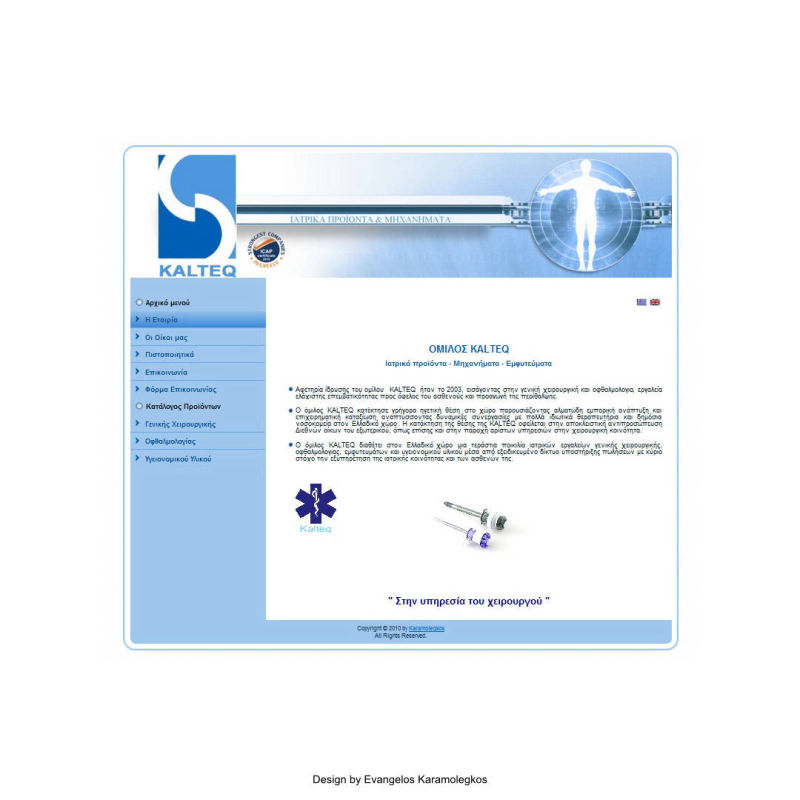 ΙΑΤΡΙΚΑ ΠΡΟΙΟΝΤΑ & ΜΗΧΑΝΗΜΑΤΑ
STRONGEST COMPANIES
ICAP
IN GREECE
KALTEQ
Αρχικό μενού
Η Εταιρία
Οι Οίκοι μας
Πιστοποιητικά
Επικοινωνία
Φόρμα Επικοινωνίας
Κατάλογος Προϊόντων
Γενικής Χειρουργικής
Οφθαλμολογίας
Υγειονομικού Υλικού
ΟΜΙΛΟΣ KALTEQ
Ιατρικά προϊόντα - Μηχανήματα - Εμφυτεύματα
Αφετηρία ίδρυσης του ομίλου KALTEQ ήταν το 2003, εισάγοντας στην γενική χειρουργική και οφθαλμολογία, εργαλεία
ελάχιστης επεμβατικότητας προς όφελος του ασθενούς και προαγωγή της περίθαλψης.
Ο όμιλος KALTEQ κατέκτησε γρήγορα ηγετική θέση στο χώρο παρουσιάζοντας αλματώδη εμπορική ανάπτυξη και
επιχειρηματική καταξίωση αναπτύσσοντας δυναμικές συνεργασίες με πολλά ιδιωτικά θεραπευτήρια και δημόσια
νοσοκομεία στον Ελλαδικό χώρο. Η κατάκτηση της θέσης της KALTEQ οφείλεται στην αποκλειστική αντιπροσώπευση
Διεθνών οίκων του εξωτερικού, όπως επίσης και στην παροχή αρίστων υπηρεσιών στην χειρουργική κοινότητα.
Ο όμιλος KALTEQ διαθέτει στον Ελλαδικό χώρο μια τεράστια ποικιλία ιατρικών εργαλείων γενικής χειρουργικής,
οφθαλμολογίας, εμφυτευμάτων και υγειονομικού υλικού μέσα από εξειδικευμένο δίκτυο υποστήριξης πωλήσεων με κύριο
στόχο την εξυπηρέτηση της ιατρικής κοινότητας και των ασθενών της.
Kalteq
" Στην υπηρεσία του χειρουργού "
Copyright © 2010 by Karamolegkos
All Rights Reserved.
Design by Evangelos Karamolegkos